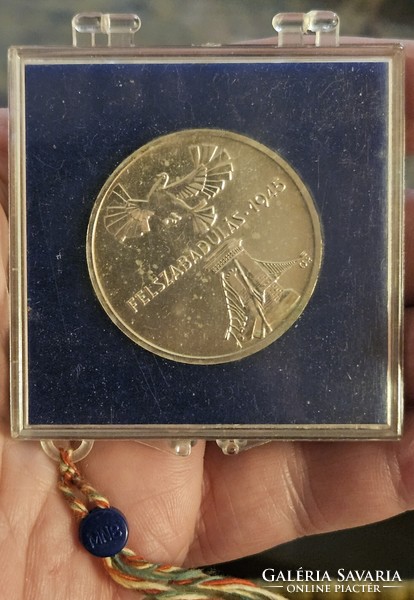 FELSZABADULÁS · 1945
MNB
GALÉRIA SAVARIA
ONLINE PIACTÉR